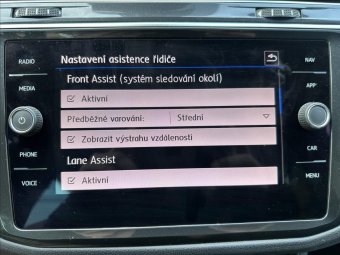 Nastavení asistence řidiče
RADIO
NAV
Front Assist (systém sledování okolí)
MEDIA
APP
Aktivní
Předběžné varování: Střední
Zobrazit výstrahu vzdálenosti
PHONE
CAR
Lane Assist
VOICE
MENU
Aktivní